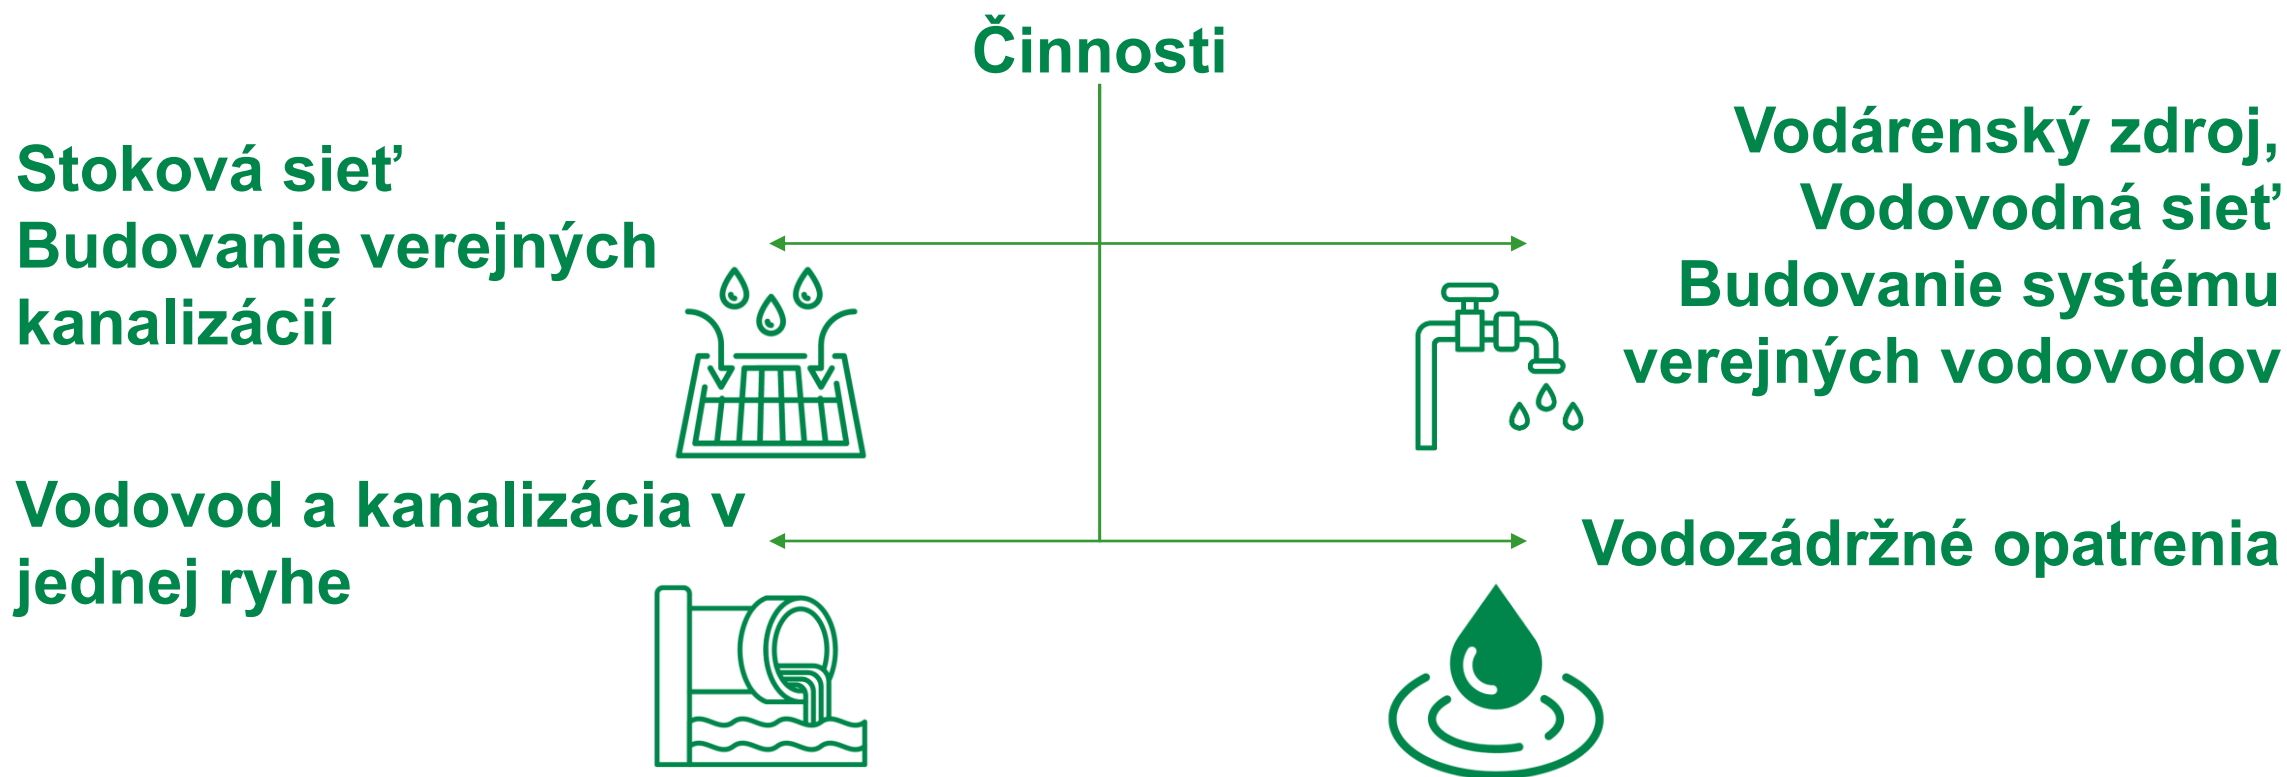 Činnosti
Stoková sieť
Budovanie verejných
kanalizácií
Vodárenský zdroj,
Vodovodná sieť
Budovanie systému
verejných vodovodov
Vodovod a kanalizácia v
jednej ryhe
Vodozádržné opatrenia